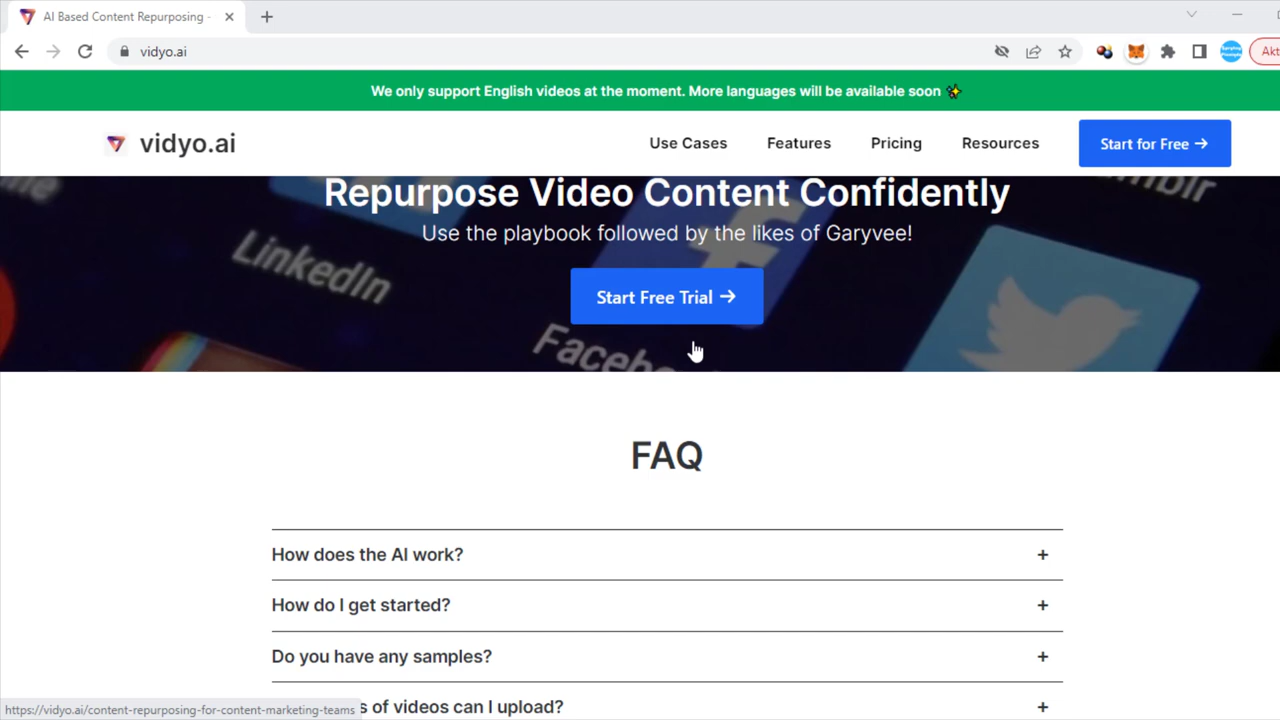 AI Based Content Repurposing -
vidyo.ai
Akt
We only support English videos at the moment. More languages will be available soon ✨
vidyo.ai
Use Cases
Features
Pricing
Resources
Start for Free →
Repurpose Video Content Confidently
Use the playbook followed by the likes of Garyvee!
Start Free Trial →
LinkedIn
Facebo
FAQ
How does the AI work?
+
How do I get started?
+
Do you have any samples?
+
s of videos can I upload?
+
https://vidyo.ai/content-repurposing-for-content-marketing-teams